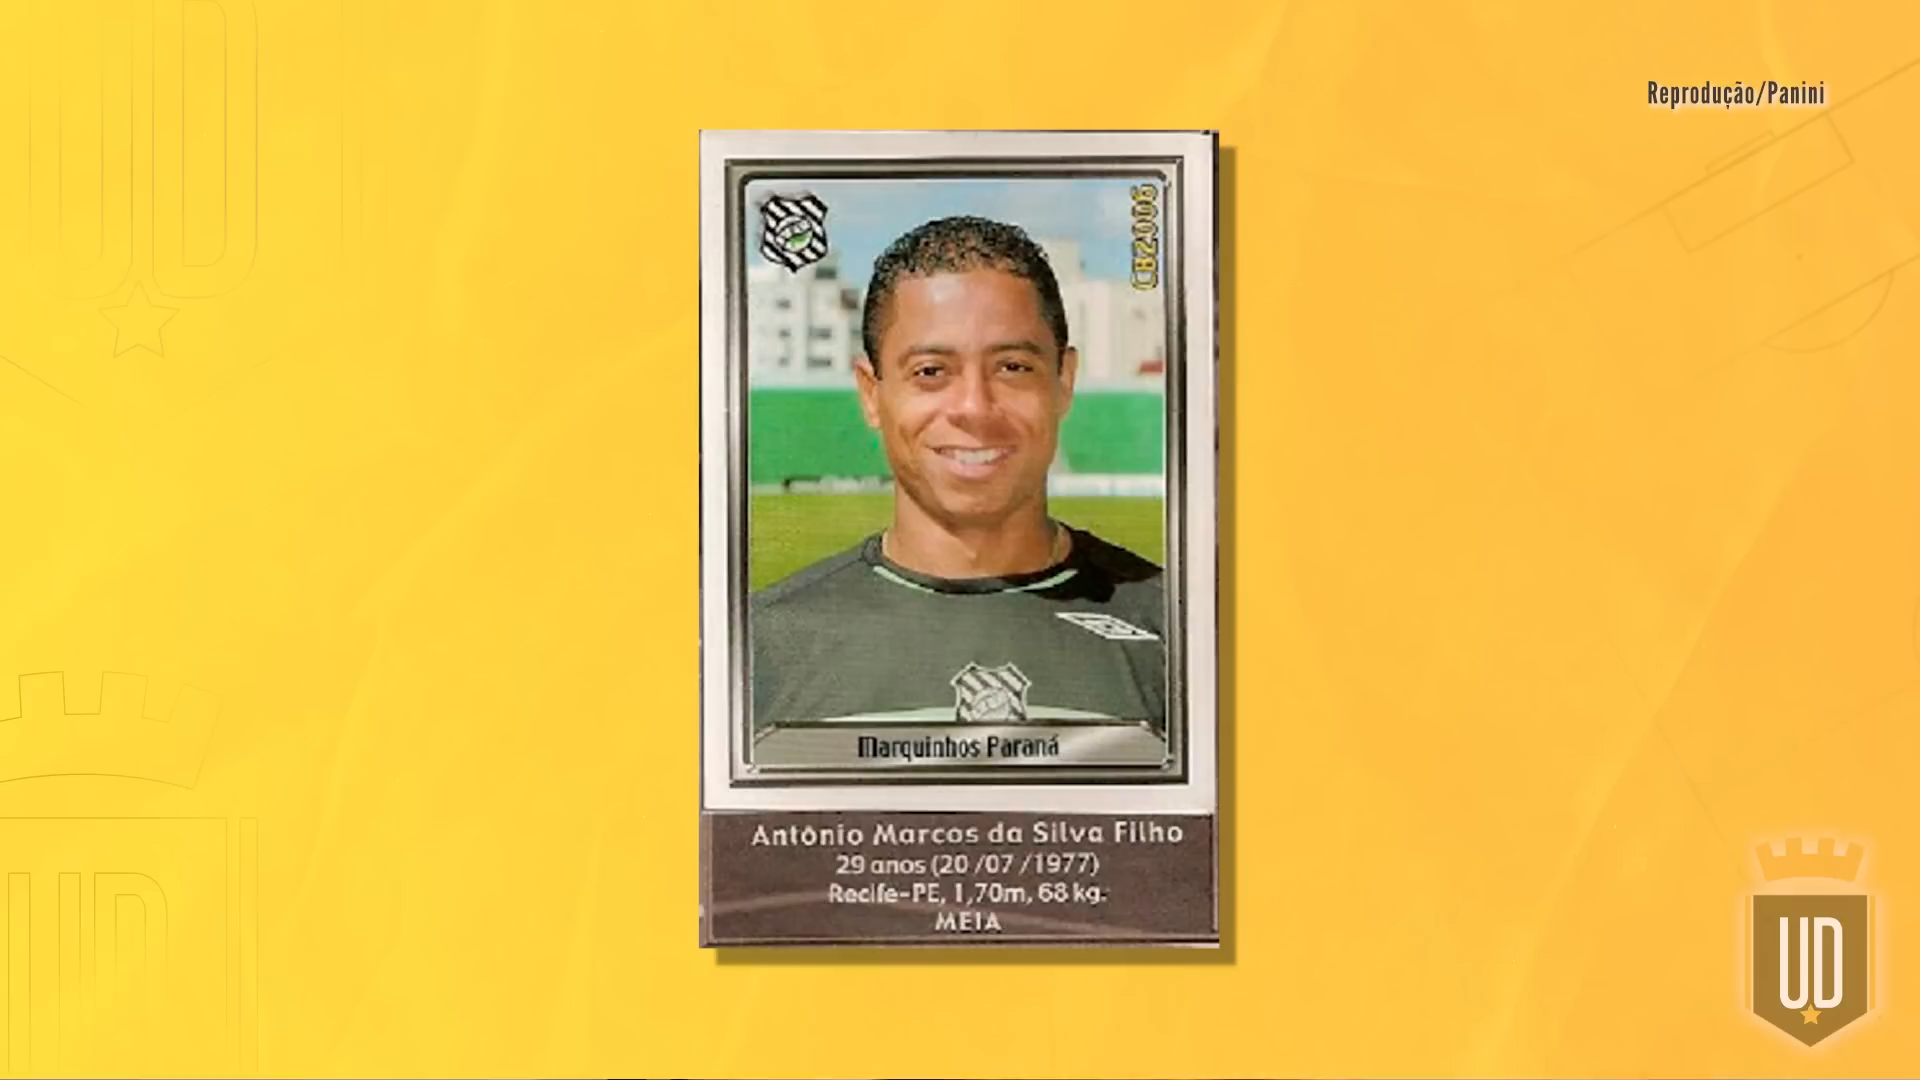 Reprodução/Panini
CB2006
Marquinhos Paraná
Antônio Marcos da Silva Filho
29 anos (20/07/1977)
Recife-PE, 1,70m, 68 kg.
MEIA
UD